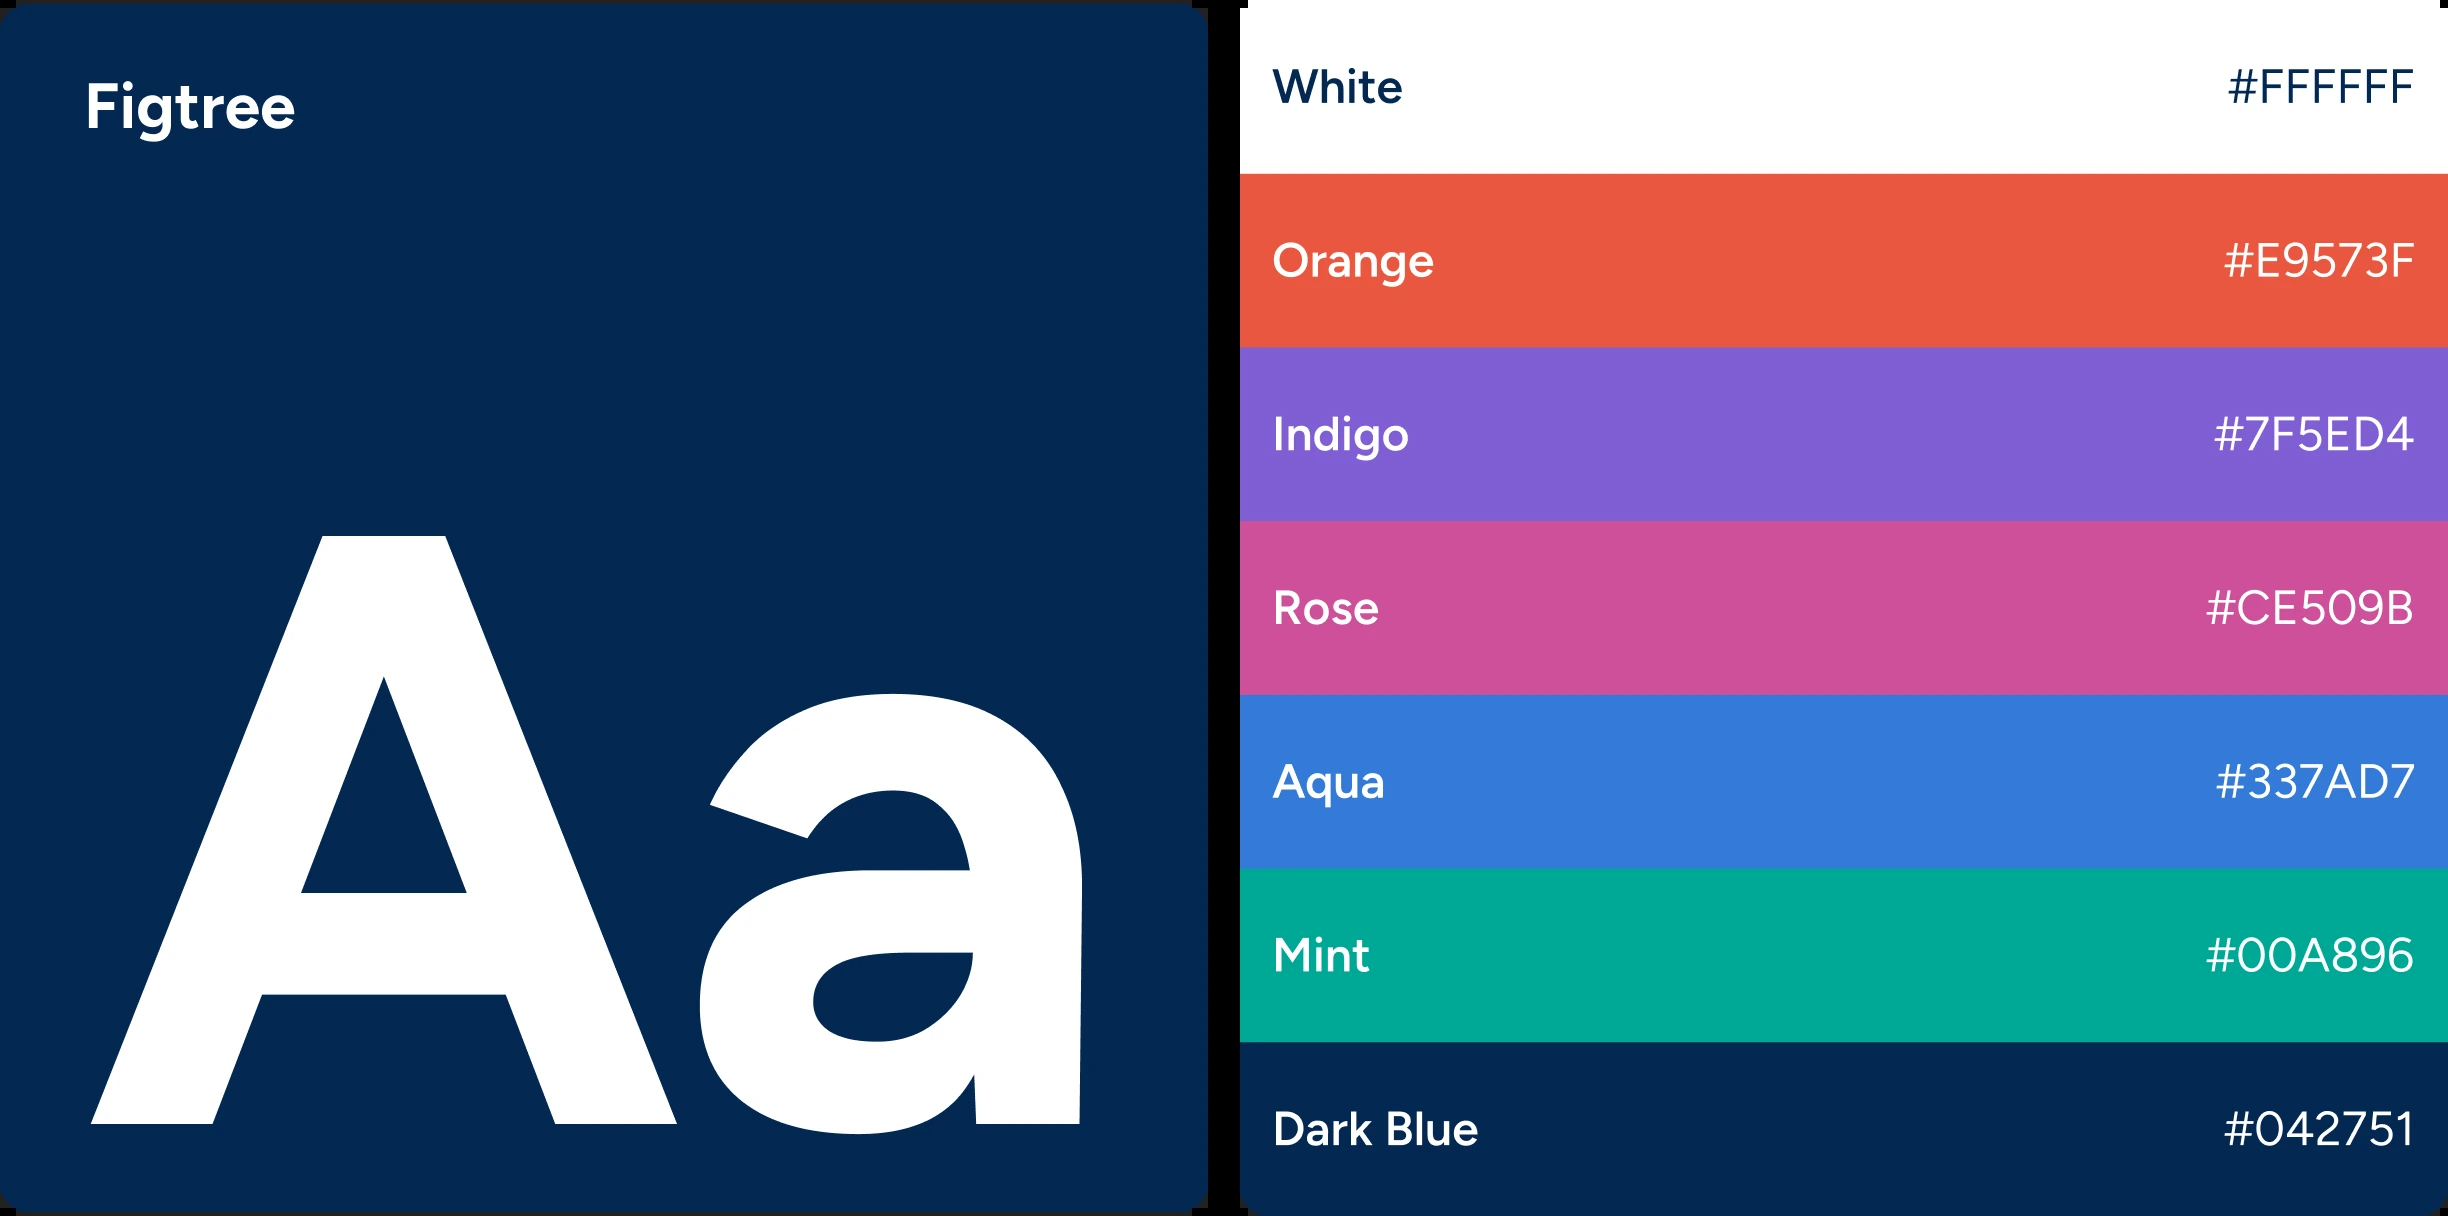 Figtree
Aa
White #FFFFFF
Orange #E9573F
Indigo #7F5ED4
Rose #CE509B
Aqua #337AD7
Mint #00A896
Dark Blue #042751